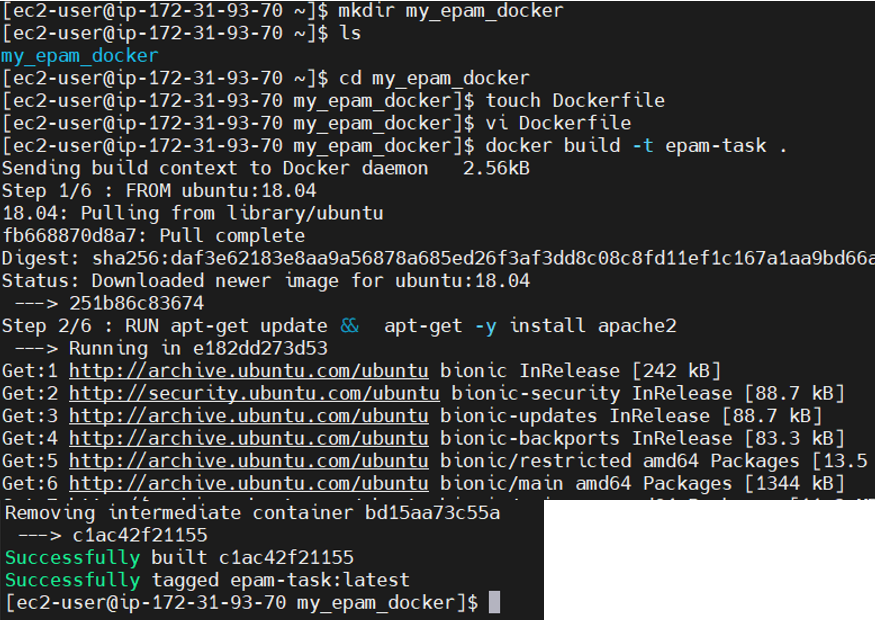 [ec2-user@ip-172-31-93-70 ~]$ mkdir my_epam_docker
[ec2-user@ip-172-31-93-70 ~]$ ls
my_epam_docker
[ec2-user@ip-172-31-93-70 ~]$ cd my_epam_docker
[ec2-user@ip-172-31-93-70 my_epam_docker]$ touch Dockerfile
[ec2-user@ip-172-31-93-70 my_epam_docker]$ vi Dockerfile
[ec2-user@ip-172-31-93-70 my_epam_docker]$ docker build -t epam-task .
Sending build context to Docker daemon   2.56kB
Step 1/6 : FROM ubuntu:18.04
18.04: Pulling from library/ubuntu
fb668870d8a7: Pull complete
Digest: sha256:daf3e62183e8aa9a56878a685ed26f3af3dd8c08c8fd11ef1c167a1aa9bd66a
Status: Downloaded newer image for ubuntu:18.04
 ---> 251b86c83674
Step 2/6 : RUN apt-get update &&  apt-get -y install apache2
 ---> Running in e182dd273d53
Get:1 http://archive.ubuntu.com/ubuntu bionic InRelease [242 kB]
Get:2 http://security.ubuntu.com/ubuntu bionic-security InRelease [88.7 kB]
Get:3 http://archive.ubuntu.com/ubuntu bionic-updates InRelease [88.7 kB]
Get:4 http://archive.ubuntu.com/ubuntu bionic-backports InRelease [83.3 kB]
Get:5 http://archive.ubuntu.com/ubuntu bionic/restricted amd64 Packages [13.5
Get:6 http://archive.ubuntu.com/ubuntu bionic/main amd64 Packages [1344 kB]
Removing intermediate container bd15aa73c55a
 ---> c1ac42f21155
Successfully built c1ac42f21155
Successfully tagged epam-task:latest
[ec2-user@ip-172-31-93-70 my_epam_docker]$